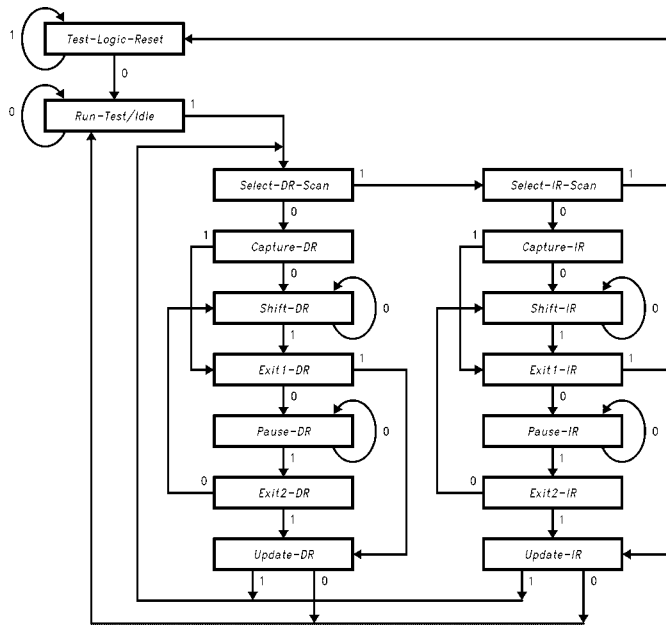 1
Test-Logic-Reset
0
0
Run-Test/Idle
1
Select-DR-Scan
1
Select-IR-Scan
1
0
0
1
Capture-DR
1
Capture-IR
0
0
Shift-DR
0
Shift-IR
0
1
1
Exit1-DR
1
Exit1-IR
1
0
0
Pause-DR
0
Pause-IR
0
1
1
0
Exit2-DR
0
Exit2-IR
1
1
Update-DR
Update-IR
1
0
1
0